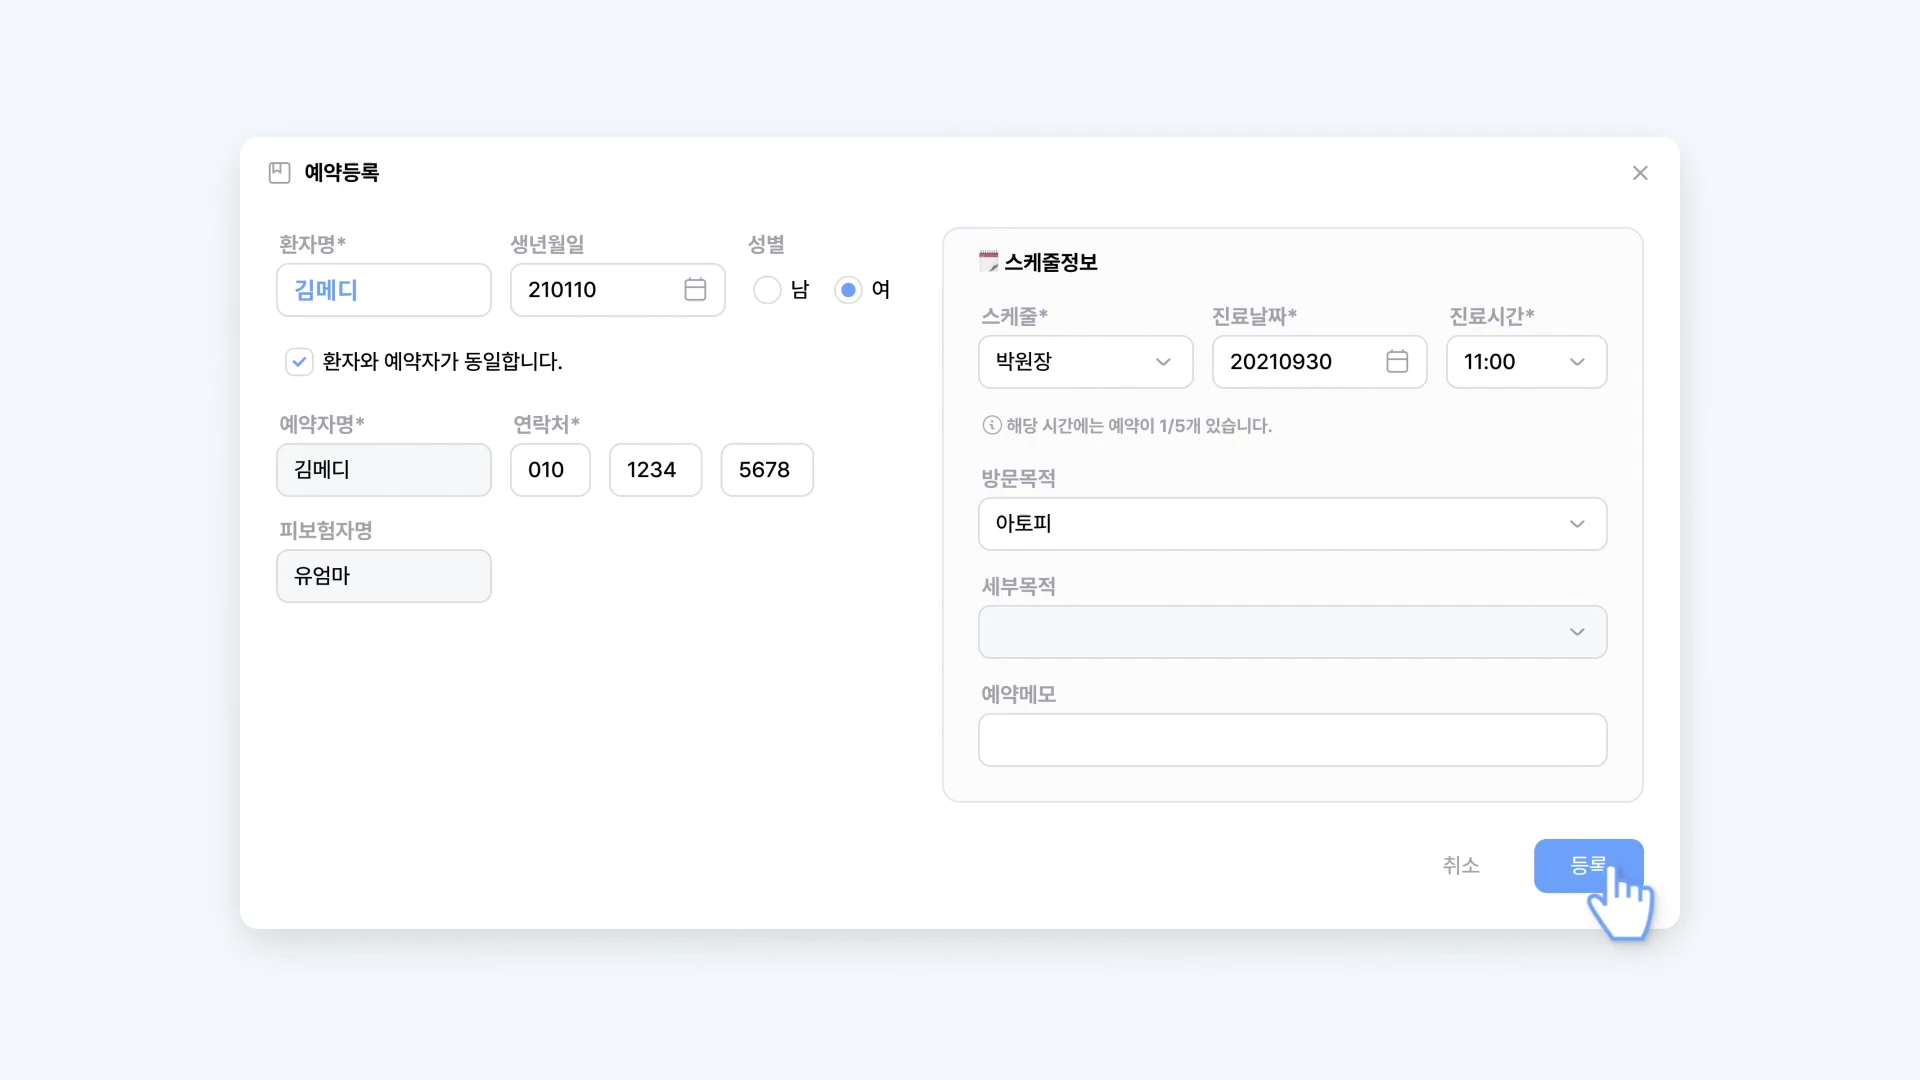 예약등록
환자명* 생년월일 성별
김메디 210110 남 여
환자와 예약자가 동일합니다.
예약자명* 연락처*
김메디 010 1234 5678
피보험자명
유엄마
스케줄정보
스케줄* 진료날짜* 진료시간*
박원장 20210930 11:00
해당 시간에는 예약이 1/5개 있습니다.
방문목적
아토피
세부목적
예약메모
취소 등록